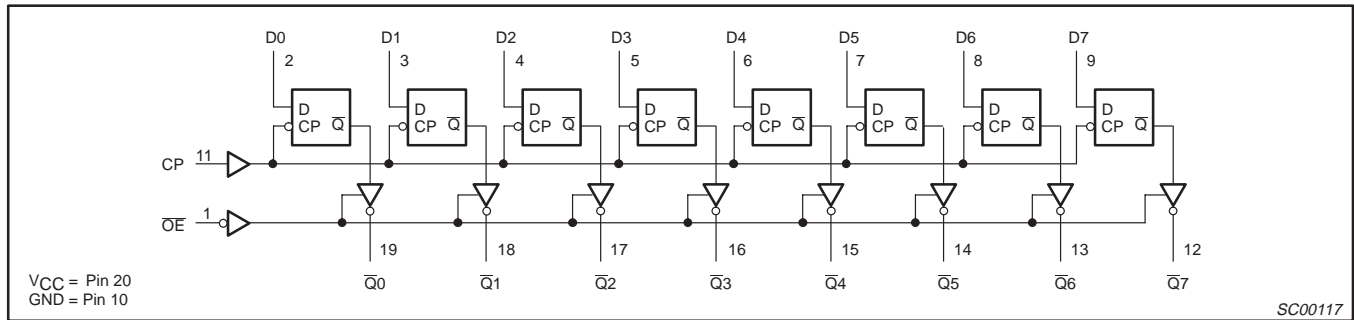 D0 D1 D2 D3 D4 D5 D6 D7
2 3 4 5 6 7 8 9
D D D D D D D D
CP Q̅ CP Q̅ CP Q̅ CP Q̅ CP Q̅ CP Q̅ CP Q̅ CP Q̅
CP 11
O̅E̅ 1
19 18 17 16 15 14 13 12
Q̅0 Q̅1 Q̅2 Q̅3 Q̅4 Q̅5 Q̅6 Q̅7
VCC = Pin 20
GND = Pin 10
SC00117